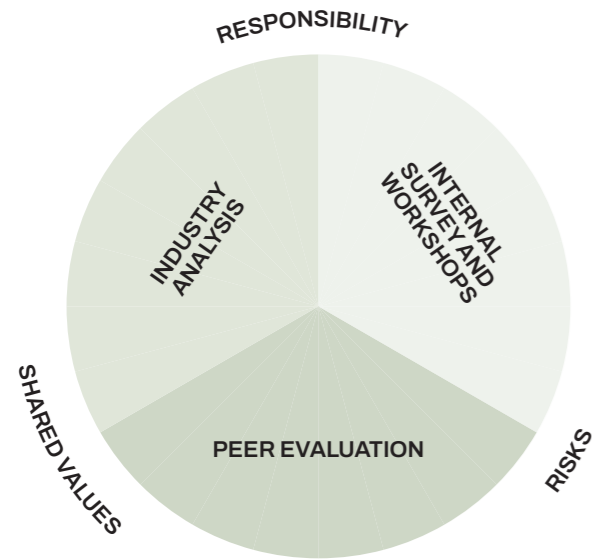 RESPONSIBILITY
INTERNAL
SURVEY AND
WORKSHOPS
INDUSTRY
ANALYSIS
PEER EVALUATION
SHARED VALUES
RISKS